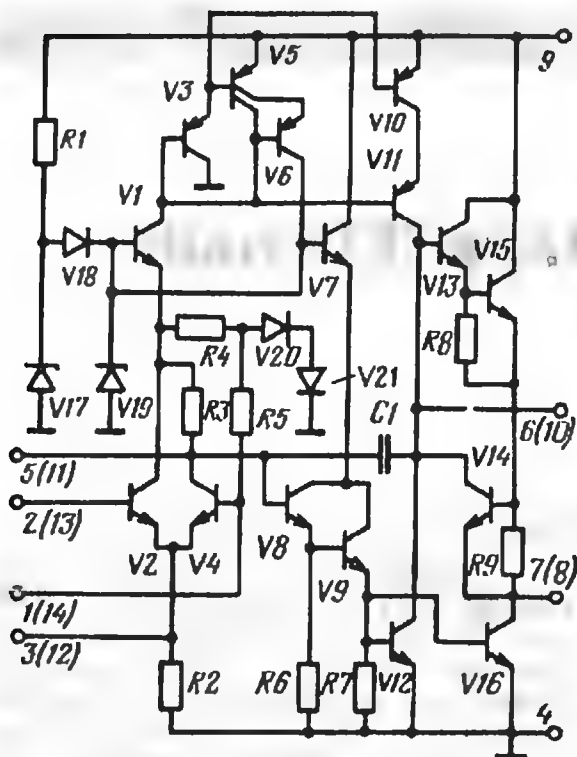 V5
9
V3
R1
V10
V6
V11
V1
V15
V18
V7
V13
R8
R4
V20
V21
V17
V19
R3
R5
C1
6(10)
5(11)
V14
2(13)
V2
V4
V8
R9
7(8)
V9
1(14)
3(12)
R2
R6
R7
V12
V16
4